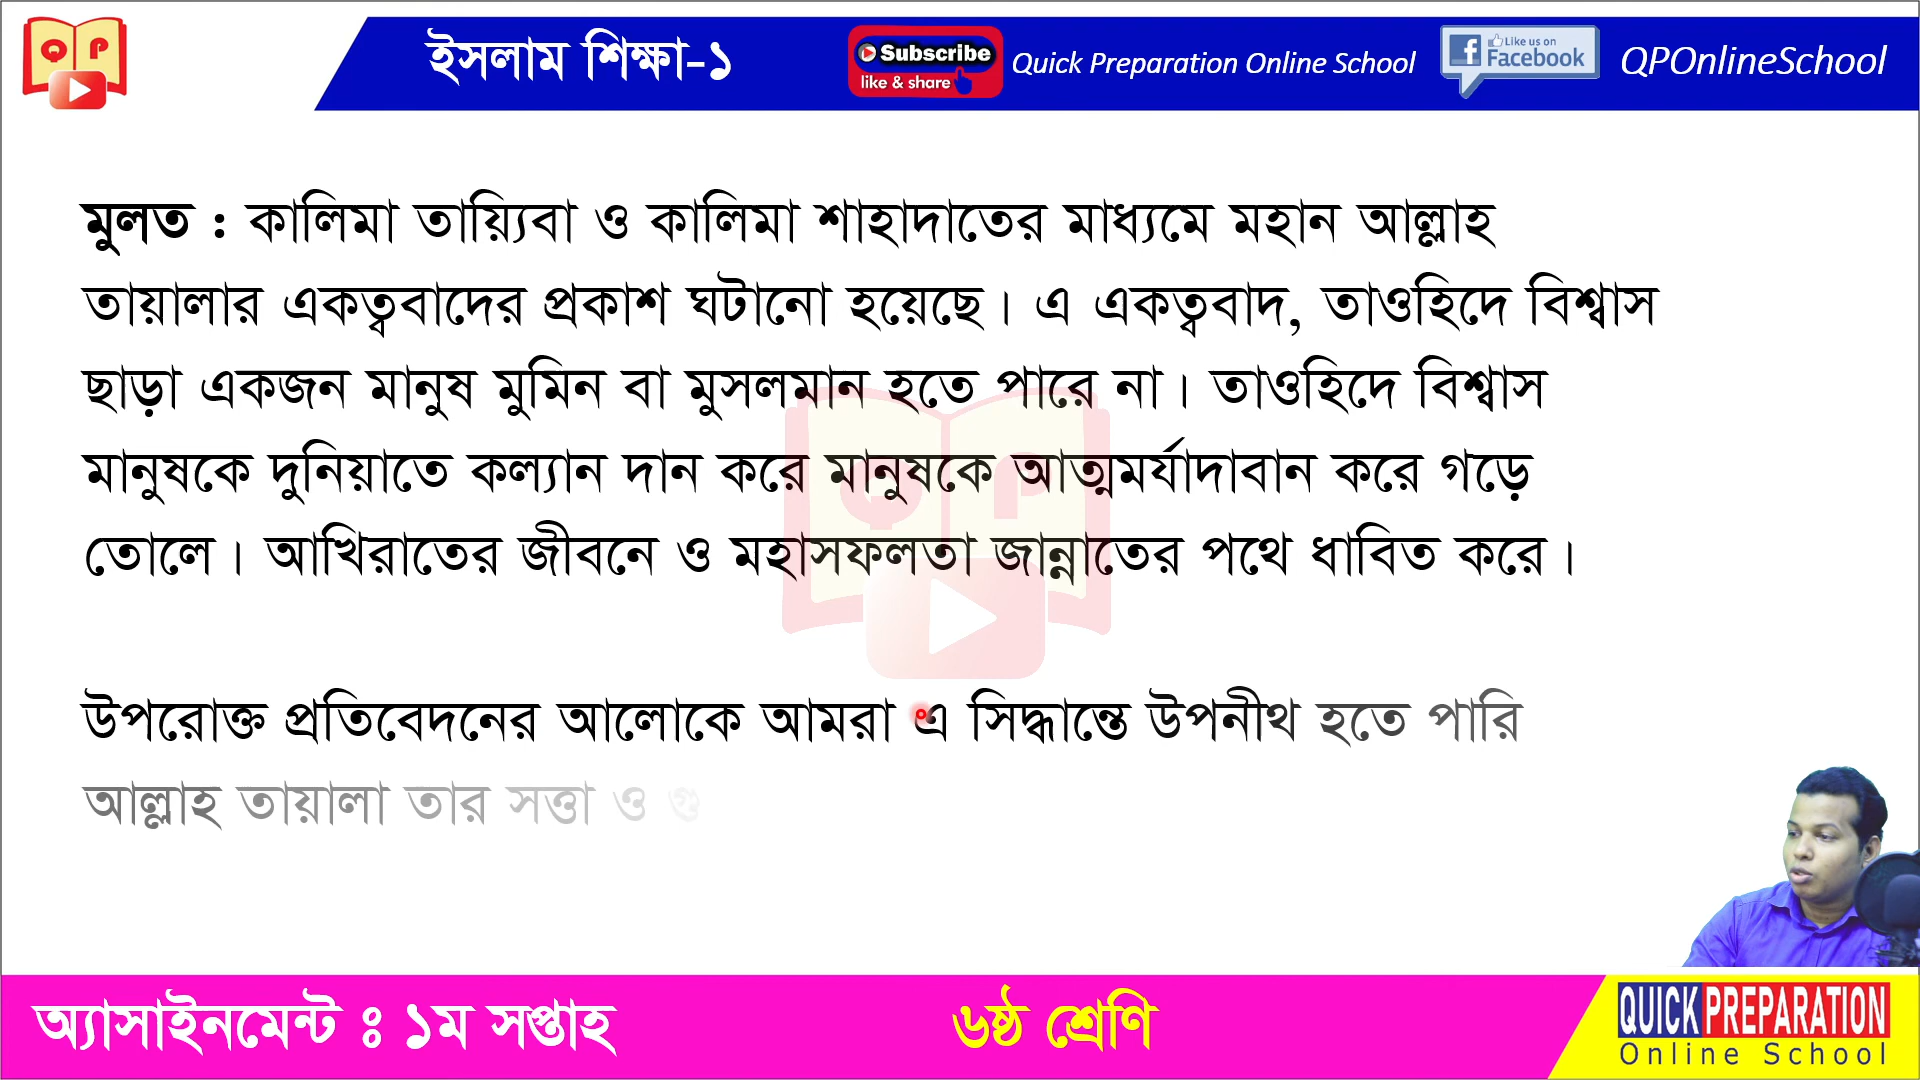 Q P
ইসলাম শিক্ষা-১
Subscribe
like & share
Quick Preparation Online School
Like us on
Facebook
QPOnlineSchool
মুলত : কালিমা তায়্যিবা ও কালিমা শাহাদাতের মাধ্যমে মহান আল্লাহ
তায়ালার একত্ববাদের প্রকাশ ঘটানো হয়েছে। এ একত্ববাদ, তাওহিদে বিশ্বাস
ছাড়া একজন মানুষ মুমিন বা মুসলমান হতে পারে না। তাওহিদে বিশ্বাস
মানুষকে দুনিয়াতে কল্যান দান করে মানুষকে আত্মমর্যাদাবান করে গড়ে
তোলে। আখিরাতের জীবনে ও মহাসফলতা জান্নাতের পথে ধাবিত করে।
Q P
উপরোক্ত প্রতিবেদনের আলোকে আমরা এ সিদ্ধান্তে উপনীথ হতে পারি
আল্লাহ তায়ালা তার সত্তা ও
অ্যাসাইনমেন্ট ঃ ১ম সপ্তাহ
৬ষ্ঠ শ্রেণি
QUICK PREPARATION
Online School